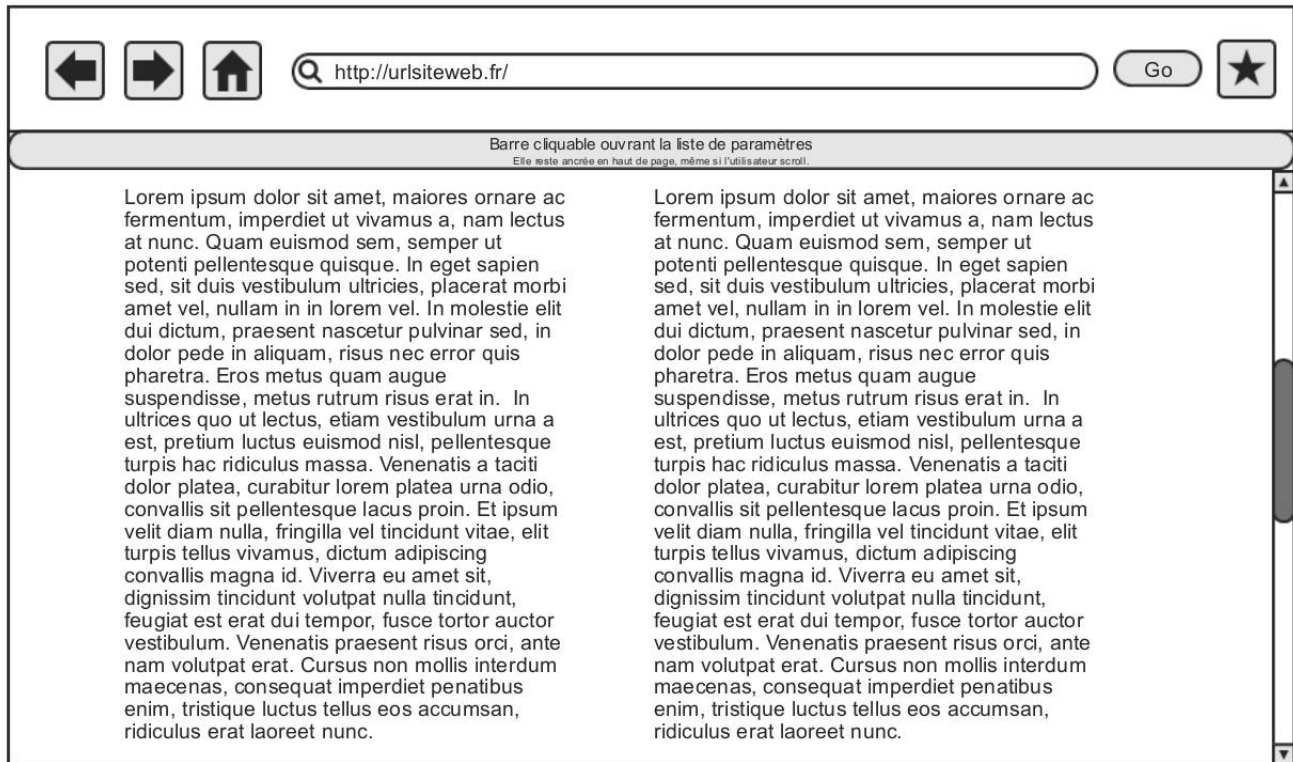 http://urlsiteweb.fr/
Go
Barre cliquable ouvrant la liste de paramètres
Elle reste ancrée en haut de page, même si l'utilisateur scroll.
Lorem ipsum dolor sit amet, maiores ornare ac
fermentum, imperdiet ut vivamus a, nam lectus
at nunc. Quam euismod sem, semper ut
potenti pellentesque quisque. In eget sapien
sed, sit duis vestibulum ultricies, placerat morbi
amet vel, nullam in in lorem vel. In molestie elit
dui dictum, praesent nascetur pulvinar sed, in
dolor pede in aliquam, risus nec error quis
pharetra. Eros metus quam augue
suspendisse, metus rutrum risus erat in.  In
ultrices quo ut lectus, etiam vestibulum urna a
est, pretium luctus euismod nisl, pellentesque
turpis hac ridiculus massa. Venenatis a taciti
dolor platea, curabitur lorem platea urna odio,
convallis sit pellentesque lacus proin. Et ipsum
velit diam nulla, fringilla vel tincidunt vitae, elit
turpis tellus vivamus, dictum adipiscing
convallis magna id. Viverra eu amet sit,
dignissim tincidunt volutpat nulla tincidunt,
feugiat est erat dui tempor, fusce tortor auctor
vestibulum. Venenatis praesent risus orci, ante
nam volutpat erat. Cursus non mollis interdum
maecenas, consequat imperdiet penatibus
enim, tristique luctus tellus eos accumsan,
ridiculus erat laoreet nunc.
Lorem ipsum dolor sit amet, maiores ornare ac
fermentum, imperdiet ut vivamus a, nam lectus
at nunc. Quam euismod sem, semper ut
potenti pellentesque quisque. In eget sapien
sed, sit duis vestibulum ultricies, placerat morbi
amet vel, nullam in in lorem vel. In molestie elit
dui dictum, praesent nascetur pulvinar sed, in
dolor pede in aliquam, risus nec error quis
pharetra. Eros metus quam augue
suspendisse, metus rutrum risus erat in.  In
ultrices quo ut lectus, etiam vestibulum urna a
est, pretium luctus euismod nisl, pellentesque
turpis hac ridiculus massa. Venenatis a taciti
dolor platea, curabitur lorem platea urna odio,
convallis sit pellentesque lacus proin. Et ipsum
velit diam nulla, fringilla vel tincidunt vitae, elit
turpis tellus vivamus, dictum adipiscing
convallis magna id. Viverra eu amet sit,
dignissim tincidunt volutpat nulla tincidunt,
feugiat est erat dui tempor, fusce tortor auctor
vestibulum. Venenatis praesent risus orci, ante
nam volutpat erat. Cursus non mollis interdum
maecenas, consequat imperdiet penatibus
enim, tristique luctus tellus eos accumsan,
ridiculus erat laoreet nunc.